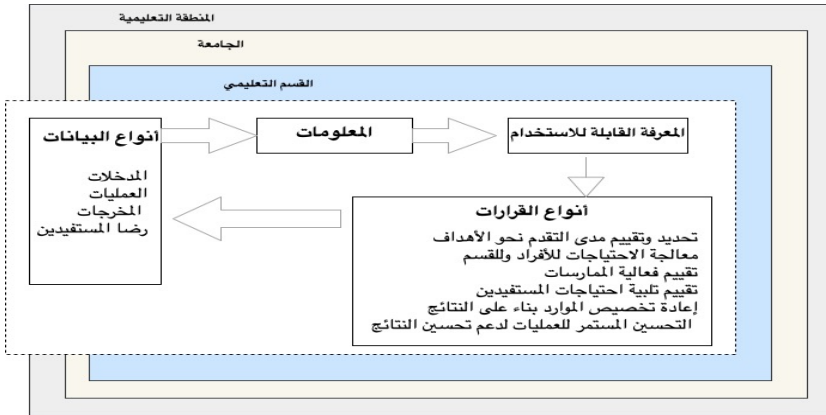 المنطقة التعليمية
الجامعة
القسم التعليمي
أنواع البيانات
المدخلات
العمليات
المخرجات
رضا المستفيدين
المعلومات
المعرفة القابلة للاستخدام
أنواع القرارات
تحديد وتقييم مدى التقدم نحو الأهداف
معالجة الاحتياجات للأفراد وللقسم
تقييم فعالية الممارسات
تقييم تلبية احتياجات المستفيدين
إعادة تخصيص الموارد بناء على النتائج
التحسين المستمر للعمليات لدعم تحسين النتائج